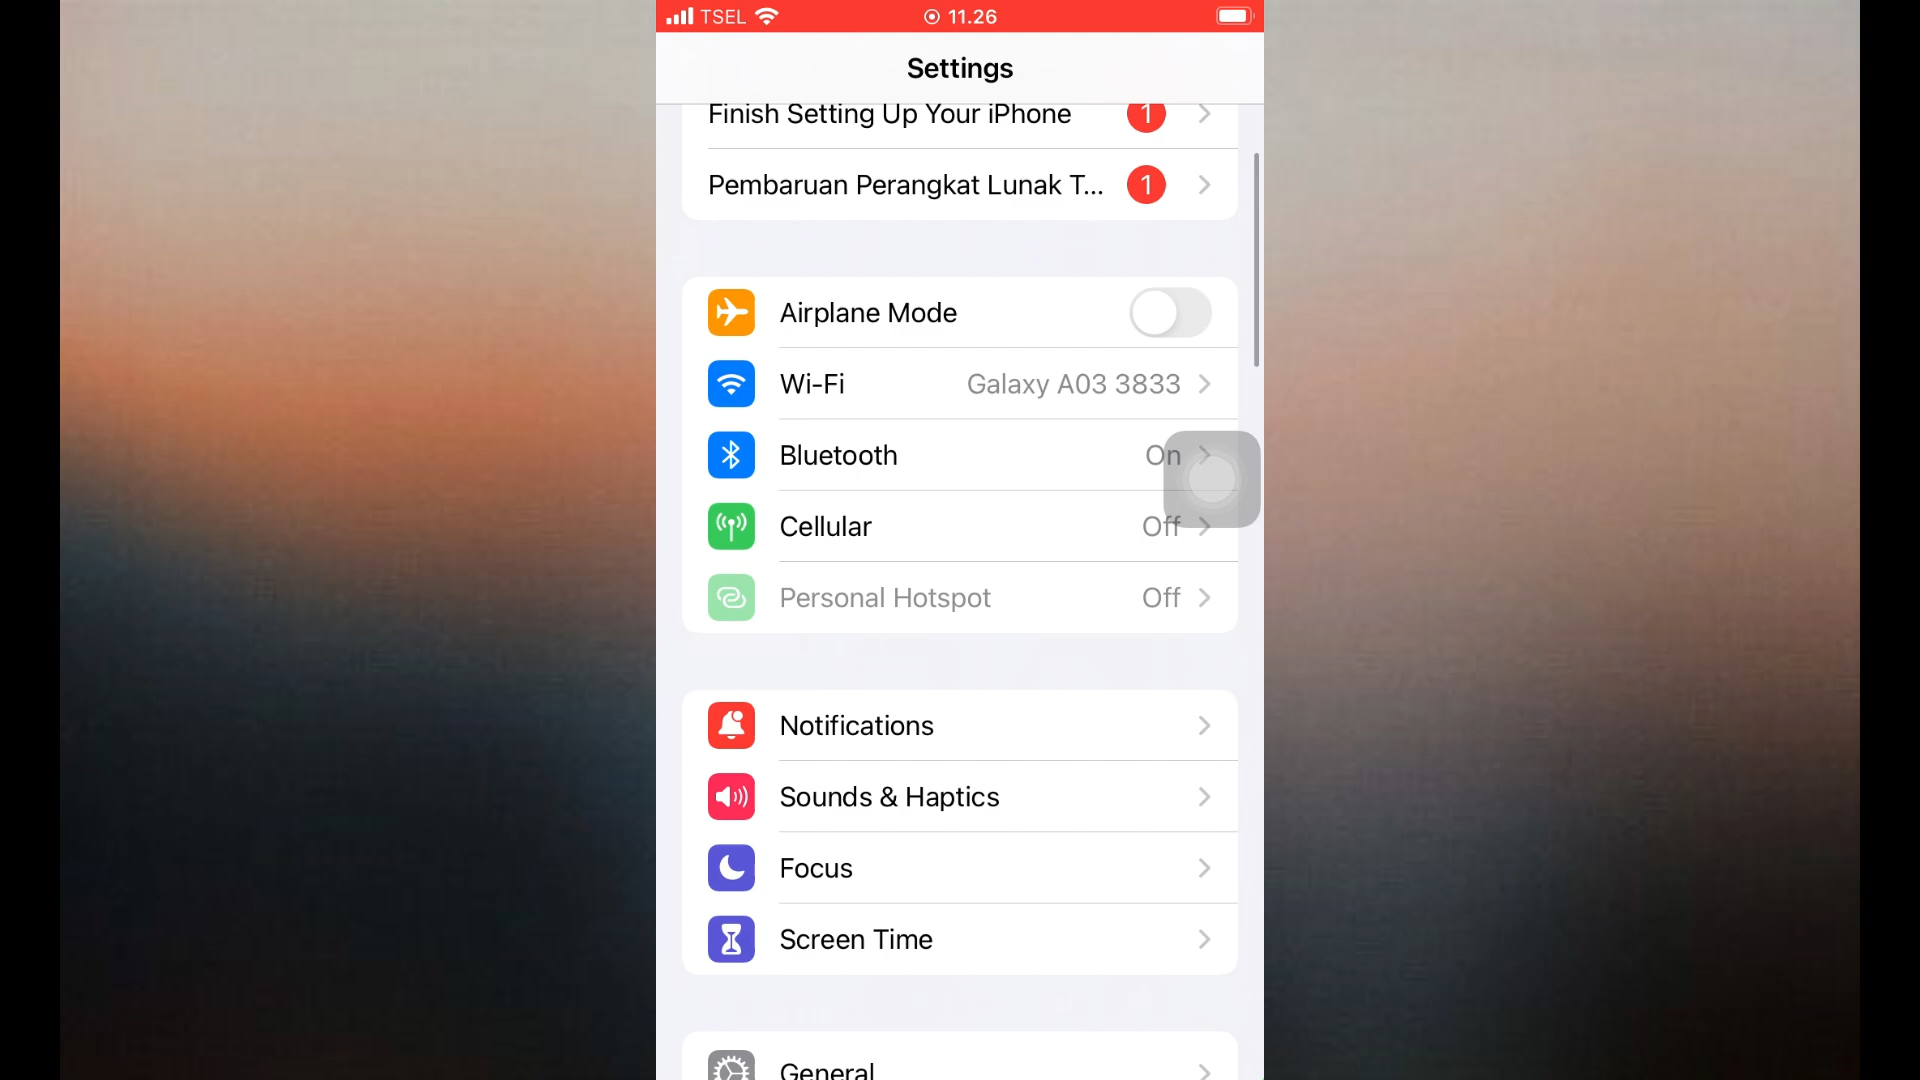 TSEL 11.26
Settings
Finish Setting Up Your iPhone 1
Pembaruan Perangkat Lunak T... 1
Airplane Mode
Wi-Fi Galaxy A03 3833
Bluetooth On
Cellular Off
Personal Hotspot Off
Notifications
Sounds & Haptics
Focus
Screen Time
General